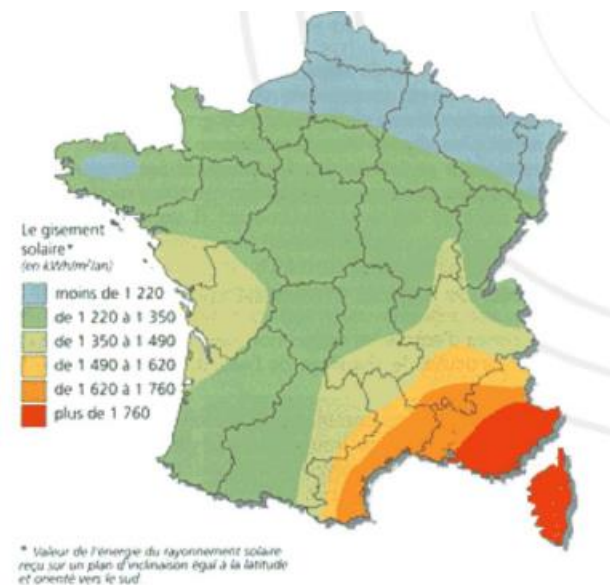 Le gisement
solaire*
(en kWh/m²/an)
moins de 1 220
de 1 220 à 1 350
de 1 350 à 1 490
de 1 490 à 1 620
de 1 620 à 1 760
plus de 1 760
* Valeur de l'énergie du rayonnement solaire
reçu sur un plan d'inclinaison égal à la latitude
et orienté vers le sud